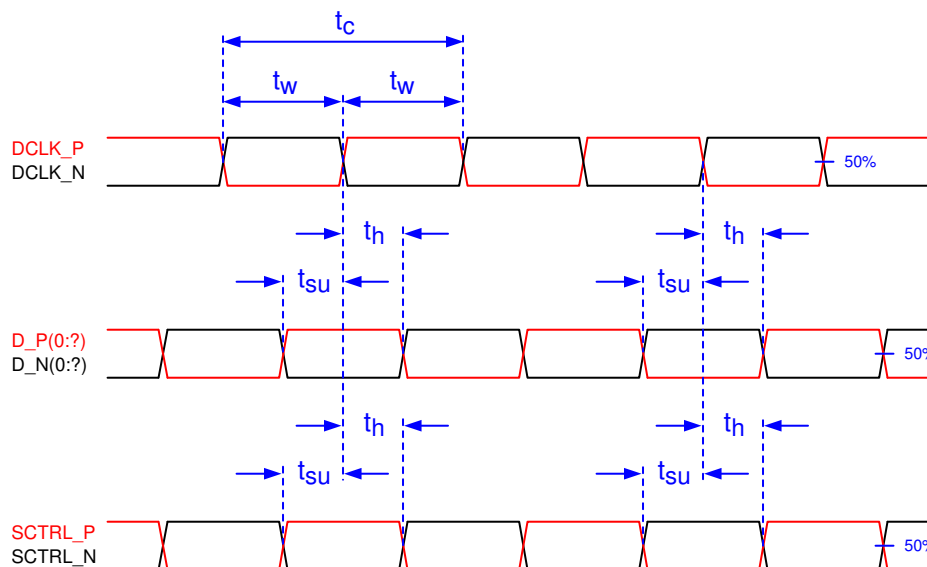 tc
tw tw
DCLK_P
DCLK_N
50%
th th
tsu tsu
D_P(0:?)
D_N(0:?)
50%
th th
tsu tsu
SCTRL_P
SCTRL_N
50%